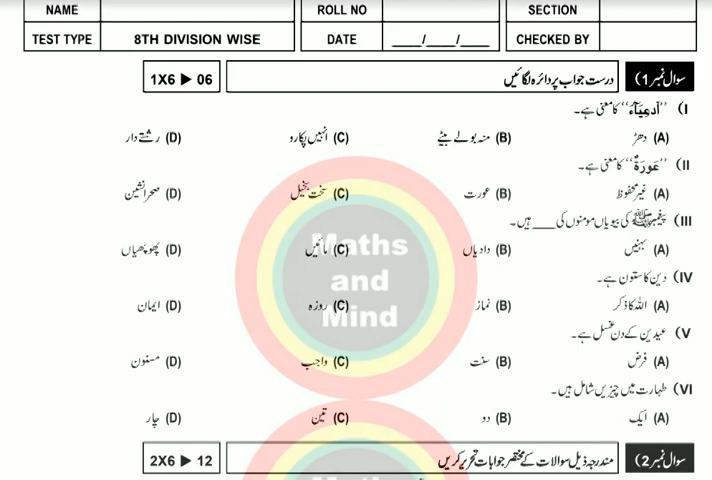 NAME ROLL NO SECTION
TEST TYPE 8TH DIVISION WISE DATE ____/____/____ CHECKED BY
سوال نمبر 1) درست جواب پر دائرہ لگائیں 1X6 ▶ 06
I) ’’اَدعِیَآءَ‘‘ کا معنی ہے۔
(A) دھڑ (B) منہ بولے بیٹے (C) انہیں پکارو (D) رشتے دار
II) ’’عَورَۃٌ‘‘ کا معنی ہے۔
(A) غیر محفوظ (B) عورت (C) سخت بخیل (D) صحرا نشین
III) پیغمبرﷺ کی بیویاں مومنوں کی ____ ہیں۔
(A) بہنیں (B) دادیاں (C) مائیں (D) پھوپھیاں
IV) دین کا ستون ہے۔
(A) اللہ کا ذکر (B) نماز (C) روزہ (D) ایمان
V) عیدین کے دن غسل ہے۔
(A) فرض (B) سنت (C) واجب (D) مسنون
VI) طہارت میں چیزیں شامل ہیں۔
(A) ایک (B) دو (C) تین (D) چار
سوال نمبر 2) مندرجہ ذیل سوالات کے مختصر جوابات تحریر کریں 2X6 ▶ 12
Maths
and
Mind